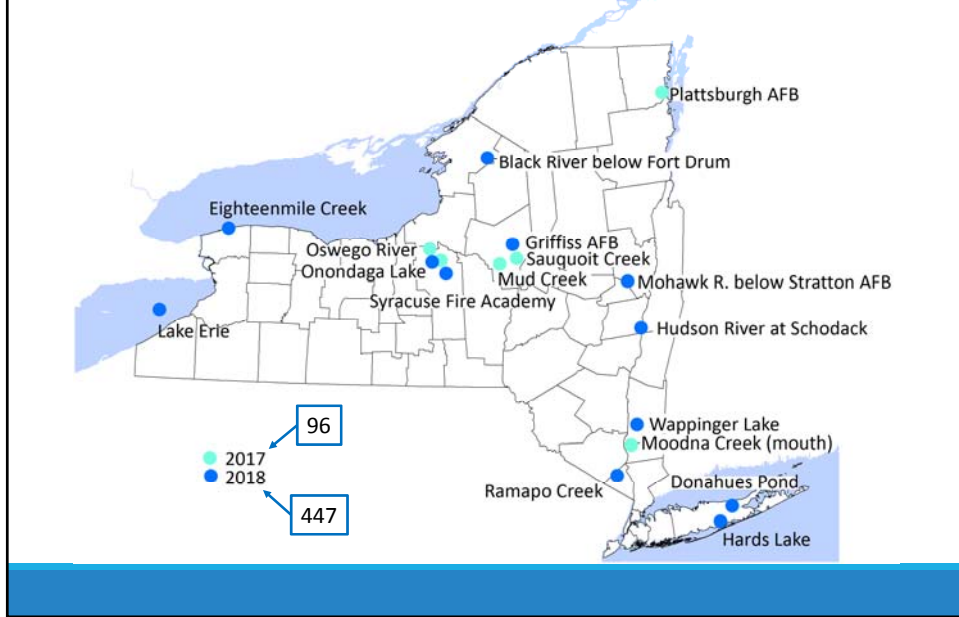 Plattsburgh AFB
Black River below Fort Drum
Eighteenmile Creek
Oswego River
Griffiss AFB
Sauquoit Creek
Onondaga Lake
Mud Creek
Mohawk R. below Stratton AFB
Syracuse Fire Academy
Lake Erie
Hudson River at Schodack
96
Wappinger Lake
Moodna Creek (mouth)
2017
2018
Ramapo Creek
Donahues Pond
447
Hards Lake